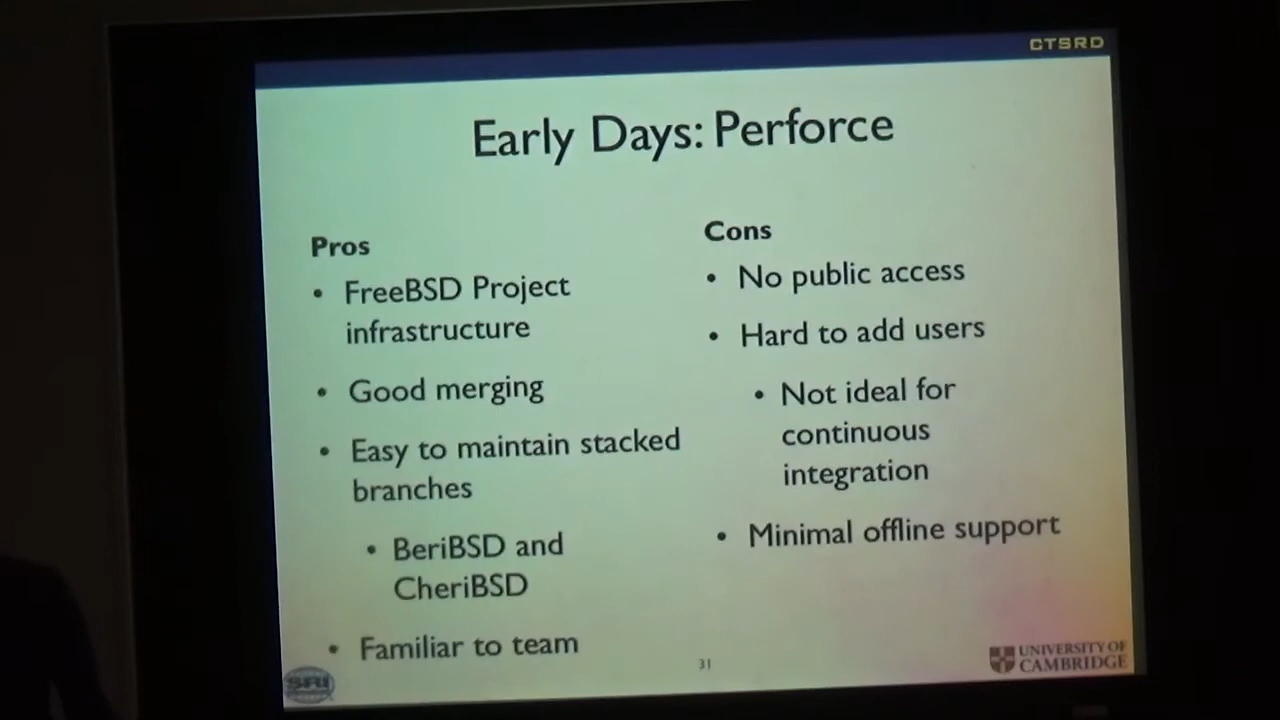 CTSRD
Early Days: Perforce
Pros
• FreeBSD Project
infrastructure
• Good merging
• Easy to maintain stacked
branches
• BeriBSD and
CheriBSD
• Familiar to team
Cons
• No public access
• Hard to add users
• Not ideal for
continuous
integration
• Minimal offline support
SRI
31
UNIVERSITY OF
CAMBRIDGE